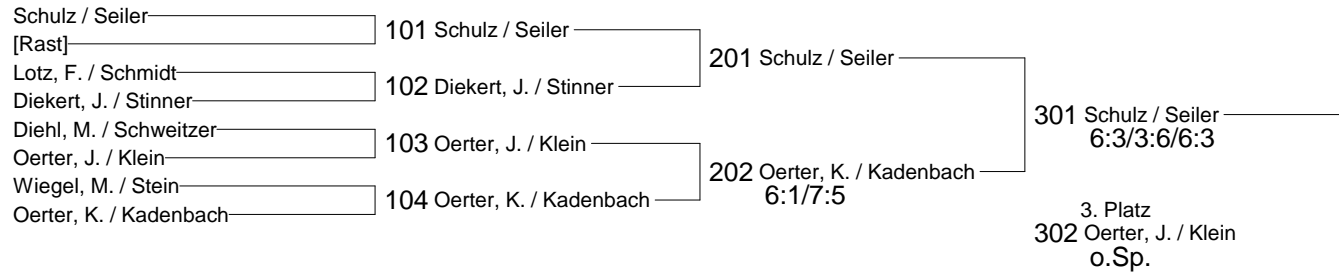 Schulz / Seiler
[Rast]
Lotz, F. / Schmidt
Diekert, J. / Stinner
Diehl, M. / Schweitzer
Oerter, J. / Klein
Wiegel, M. / Stein
Oerter, K. / Kadenbach
101 Schulz / Seiler
102 Diekert, J. / Stinner
103 Oerter, J. / Klein
104 Oerter, K. / Kadenbach
201 Schulz / Seiler
202 Oerter, K. / Kadenbach
6:1/7:5
301 Schulz / Seiler
6:3/3:6/6:3
3. Platz
302 Oerter, J. / Klein
o.Sp.